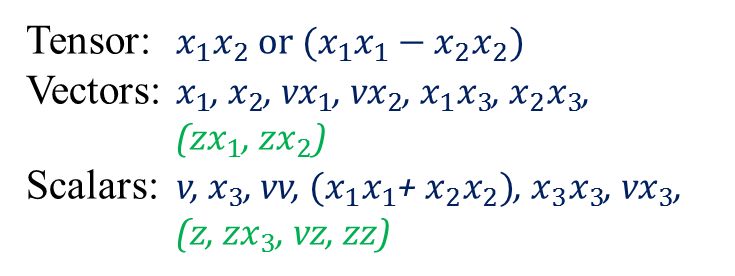 Tensor: x₁x₂ or (x₁x₁ − x₂x₂)
Vectors: x₁, x₂, vx₁, vx₂, x₁x₃, x₂x₃,
(zx₁, zx₂)
Scalars: v, x₃, vv, (x₁x₁+ x₂x₂), x₃x₃, vx₃,
(z, zx₃, vz, zz)